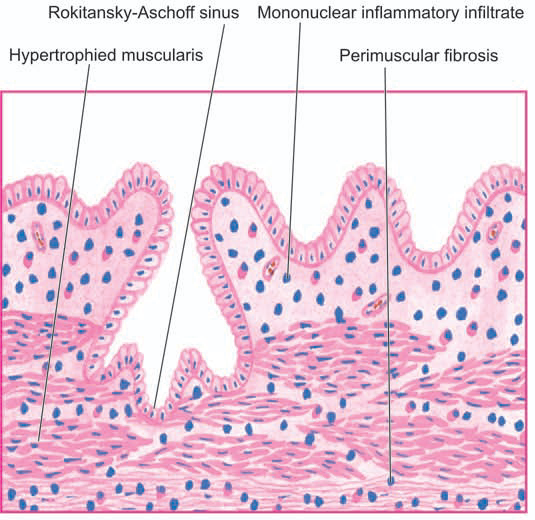 Rokitansky-Aschoff sinus
Mononuclear inflammatory infiltrate
Hypertrophied muscularis
Perimuscular fibrosis